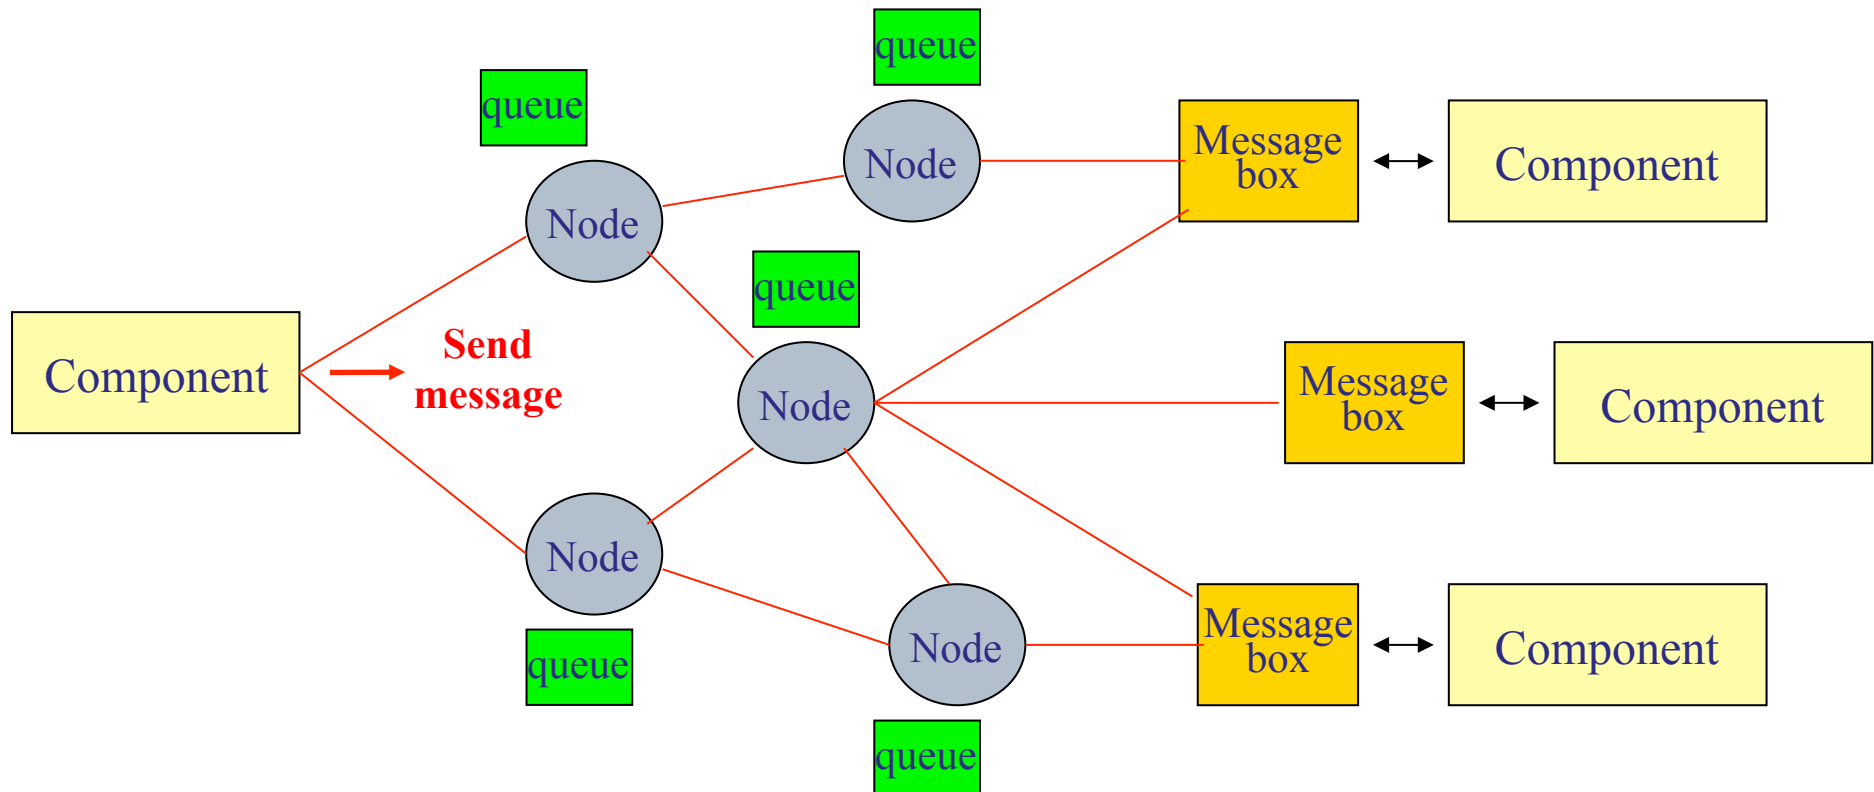 queue
queue
Node
Message
box
Component
Node
queue
Component
Send
message
Node
Message
box
Component
Node
queue
Node
queue
Message
box
Component